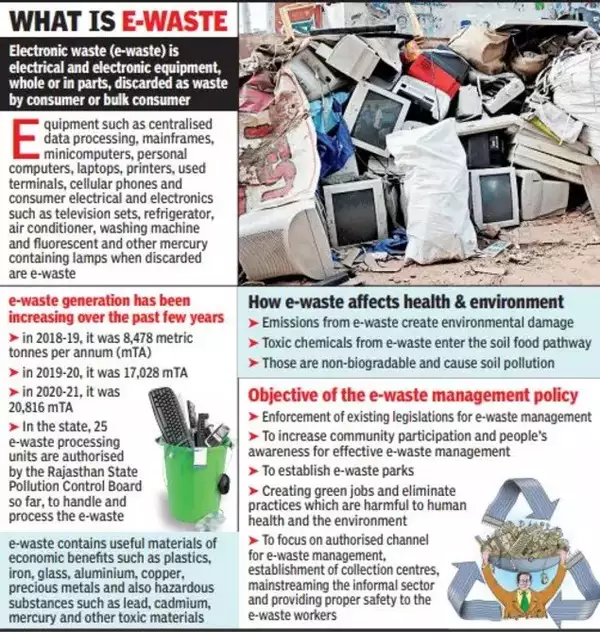 WHAT IS E-WASTE
Electronic waste (e-waste) is
electrical and electronic equipment,
whole or in parts, discarded as waste
by consumer or bulk consumer
Equipment such as centralised
data processing, mainframes,
minicomputers, personal
computers, laptops, printers, used
terminals, cellular phones and
consumer electrical and electronics
such as television sets, refrigerator,
air conditioner, washing machine
and fluorescent and other mercury
containing lamps when discarded
are e-waste
e-waste generation has been
increasing over the past few years
➤ in 2018-19, it was 8,478 metric
tonnes per annum (mTA)
➤ in 2019-20, it was 17,028 mTA
➤ in 2020-21, it was
20,816 mTA
➤ In the state, 25
e-waste processing
units are authorised
by the Rajasthan State
Pollution Control Board
so far, to handle and
process the e-waste
e-waste contains useful materials of
economic benefits such as plastics,
iron, glass, aluminium, copper,
precious metals and also hazardous
substances such as lead, cadmium,
mercury and other toxic materials
How e-waste affects health & environment
➤ Emissions from e-waste create environmental damage
➤ Toxic chemicals from e-waste enter the soil food pathway
➤ Those are non-biogradable and cause soil pollution
Objective of the e-waste management policy
➤ Enforcement of existing legislations for e-waste management
➤ To increase community participation and people's
awareness for effective e-waste management
➤ To establish e-waste parks
➤ Creating green jobs and eliminate
practices which are harmful to human
health and the environment
➤ To focus on authorised channel
for e-waste management,
establishment of collection centres,
mainstreaming the informal sector
and providing proper safety to the
e-waste workers